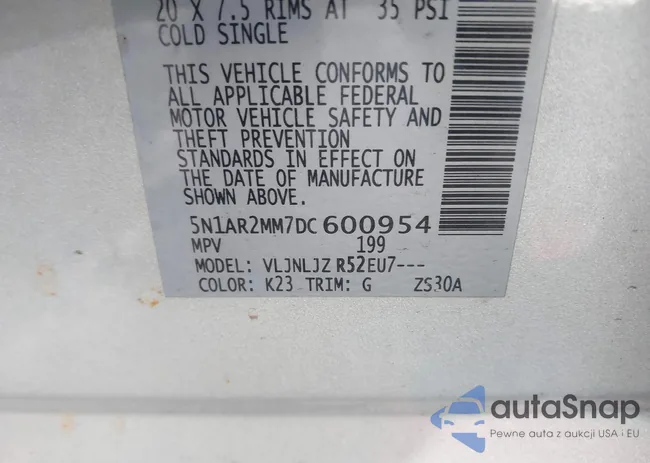 20 X 7.5 RIMS AT 35 PSI
COLD SINGLE
THIS VEHICLE CONFORMS TO
ALL APPLICABLE FEDERAL
MOTOR VEHICLE SAFETY AND
THEFT PREVENTION
STANDARDS IN EFFECT ON
THE DATE OF MANUFACTURE
SHOWN ABOVE.
5N1AR2MM7DC600954
MPV 199
MODEL: VLJNLJZ R52EU7---
COLOR: K23 TRIM: G ZS30A
autaSnap
Pewne auta z aukcji USA i EU